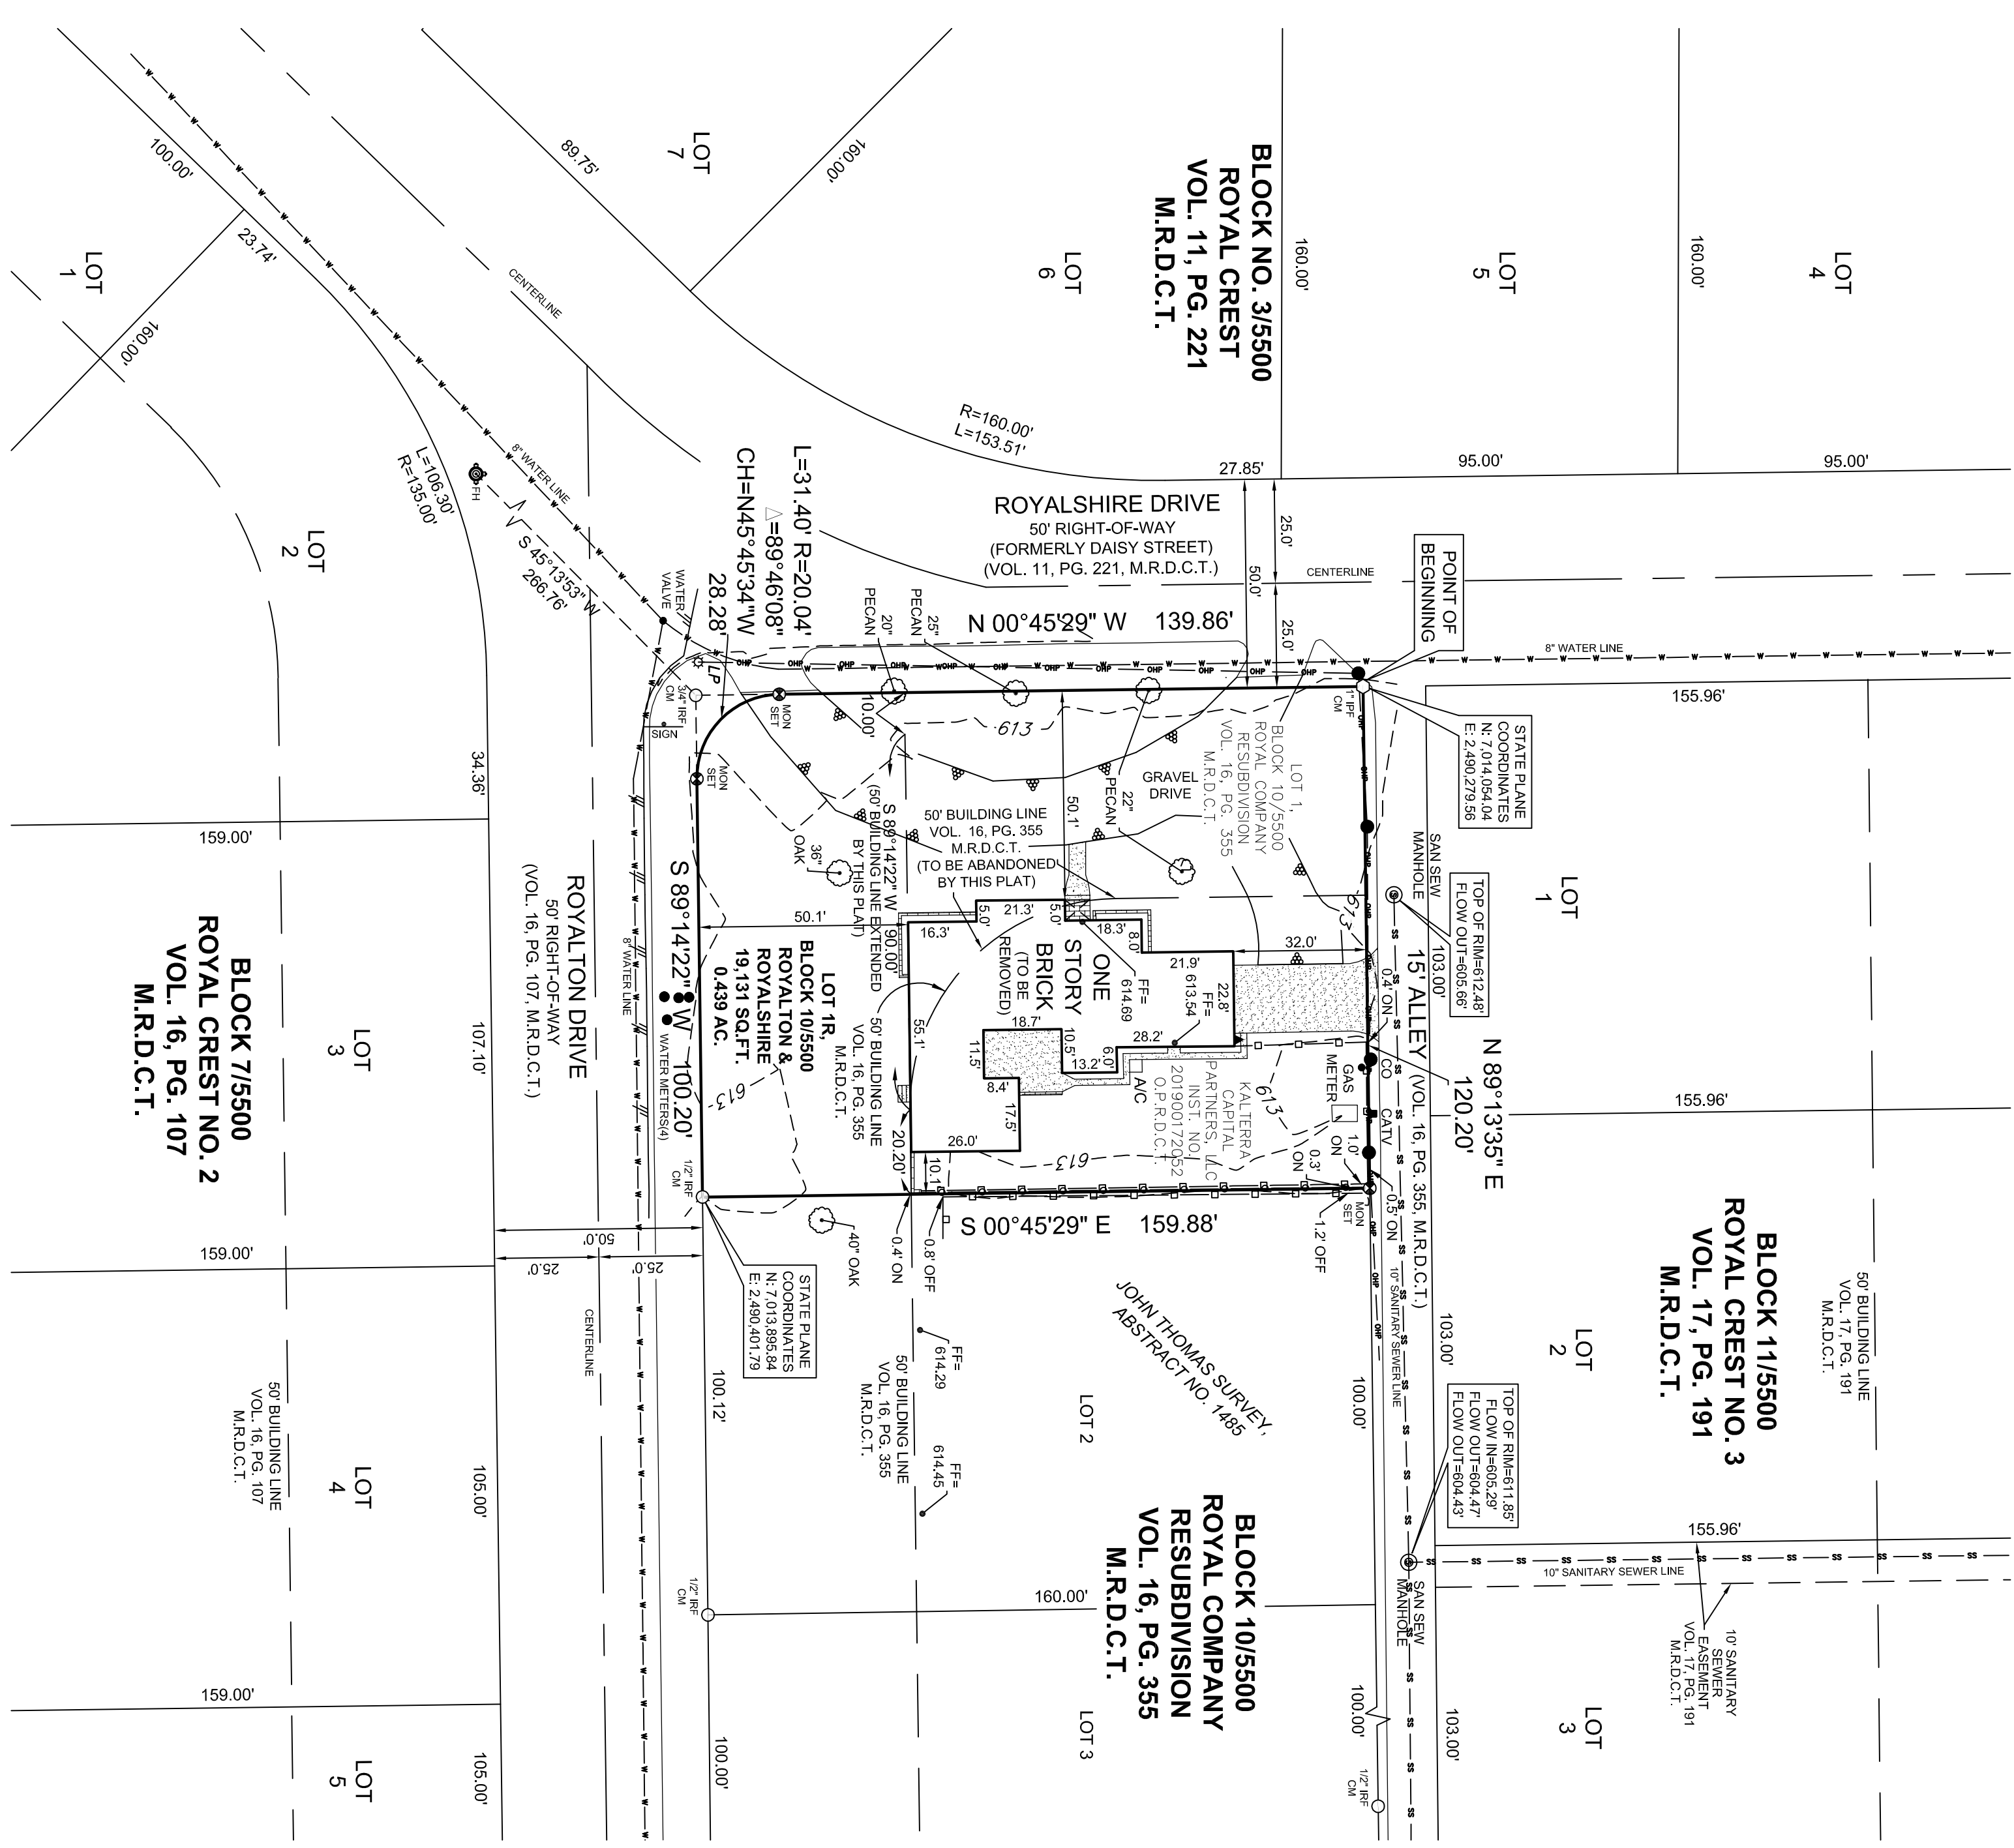 BLOCK NO. 3/5500
ROYAL CREST
VOL. 11, PG. 221
M.R.D.C.T.
LOT
4
LOT
5
LOT
6
LOT
7
160.00'
160.00'
160.00'
89.75'
95.00'
95.00'
27.85'
R=160.00'
L=153.51'
CENTERLINE
100.00'
23.74'
160.00'
LOT
1
LOT
2
L=106.30'
R=135.00'
FH
8" WATER LINE
S 45°13'53" W
266.76'
ROYALSHIRE DRIVE
50' RIGHT-OF-WAY
(FORMERLY DAISY STREET)
(VOL. 11, PG. 221, M.R.D.C.T.)
25.0'
25.0'
50.0'
CENTERLINE
8" WATER LINE
POINT OF
BEGINNING
STATE PLANE
COORDINATES
N: 7,014,054.04
E: 2,490,279.56
1" IPF
CM
N 00°45'29" W 139.86'
L=31.40' R=20.04'
△=89°46'08"
CH=N45°45'34"W
28.28'
WATER
VALVE
LP
3/4" IRF
CM
SIGN
MON
SET
MON
SET
20"
PECAN
25"
PECAN
22"
PECAN
36"
OAK
40" OAK
10.00'
613
GRAVEL
DRIVE
LOT 1,
BLOCK 10/5500
ROYAL COMPANY
RESUBDIVISION
VOL. 16, PG. 355
M.R.D.C.T.
50.1'
50' BUILDING LINE
VOL. 16, PG. 355
M.R.D.C.T.
(TO BE ABANDONED
BY THIS PLAT)
S 89°14'22" W 90.00'
(50' BUILDING LINE EXTENDED
BY THIS PLAT)
50.1'
ONE
STORY
BRICK
(TO BE
REMOVED)
5.0'
21.3'
5.0'
16.3'
18.3'
8.0'
21.9'
22.8'
32.0'
28.2'
6.0'
13.2'
10.5'
18.7'
11.5'
8.4'
17.5'
26.0'
55.1'
10.1'
20.20'
FF=
614.69
FF=
613.54
A/C
LOT 1R,
BLOCK 10/5500
ROYALTON &
ROYALSHIRE
19,131 SQ.FT.
0.439 AC.
50' BUILDING LINE
VOL. 16, PG. 355
M.R.D.C.T.
KALTERRA
CAPITAL
PARTNERS, LLC
INST. NO.
201900172052
O.P.R.D.C.T.
613
613
613
613
GAS
METER
CO
CATV
0.4' ON
1.0'
ON
0.3'
ON
0.5' ON
MON
SET
1.2' OFF
0.8' OFF
0.4' ON
S 00°45'29" E 159.88'
S 89°14'22" W 100.20'
WATER METERS(4)
1/2" IRF
CM
N 89°13'35" E
120.20'
15' ALLEY (VOL. 16, PG. 355, M.R.D.C.T.)
SAN SEW
MANHOLE
TOP OF RIM=612.48'
FLOW OUT=605.66'
103.00'
103.00'
103.00'
155.96'
155.96'
155.96'
LOT
1
LOT
2
LOT
3
BLOCK 11/5500
ROYAL CREST NO. 3
VOL. 17, PG. 191
M.R.D.C.T.
50' BUILDING LINE
VOL. 17, PG. 191
M.R.D.C.T.
10" SANITARY SEWER LINE
10" SANITARY SEWER LINE
TOP OF RIM=611.85'
FLOW IN=605.29'
FLOW OUT=604.47'
FLOW OUT=604.43'
SAN SEW
MANHOLE
10' SANITARY
SEWER
EASEMENT
VOL. 17, PG. 191
M.R.D.C.T.
100.00'
100.00'
1/2" IRF
CM
JOHN THOMAS SURVEY,
ABSTRACT NO. 1485
LOT 2
LOT 3
BLOCK 10/5500
ROYAL COMPANY
RESUBDIVISION
VOL. 16, PG. 355
M.R.D.C.T.
160.00'
FF=
614.29
FF=
614.45
50' BUILDING LINE
VOL. 16, PG. 355
M.R.D.C.T.
STATE PLANE
COORDINATES
N: 7,013,895.84
E: 2,490,401.79
100.12'
100.00'
1/2" IRF
CM
ROYALTON DRIVE
50' RIGHT-OF-WAY
(VOL. 16, PG. 107, M.R.D.C.T.)
8" WATER LINE
50.0'
25.0'
25.0'
CENTERLINE
34.36'
107.10'
105.00'
105.00'
159.00'
159.00'
159.00'
LOT
3
LOT
4
LOT
5
BLOCK 7/5500
ROYAL CREST NO. 2
VOL. 16, PG. 107
M.R.D.C.T.
50' BUILDING LINE
VOL. 16, PG. 107
M.R.D.C.T.